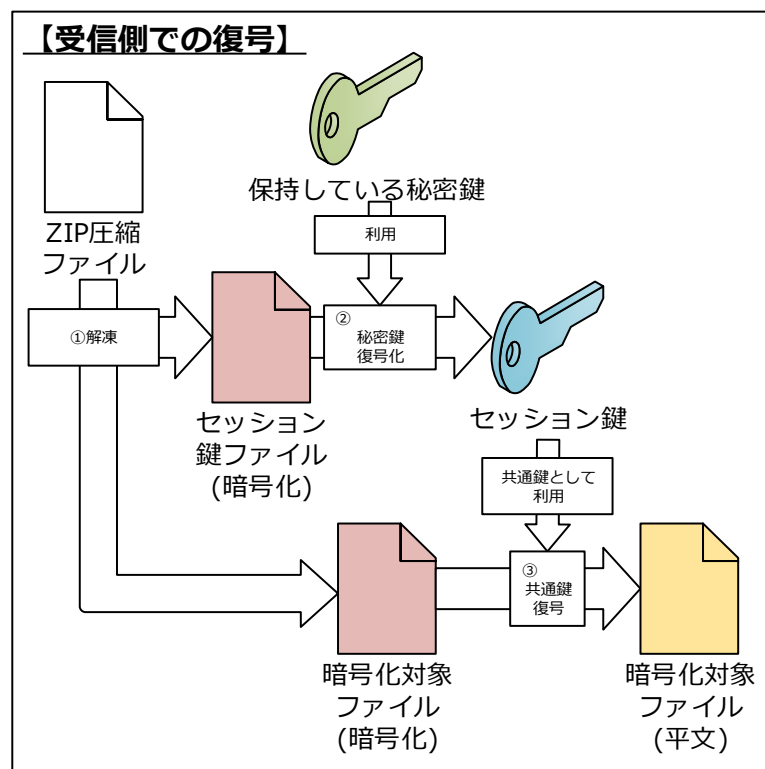 【受信側での復号】
ZIP圧縮
ファイル
保持している秘密鍵
利用
①解凍
②
秘密鍵
復号化
セッション
鍵ファイル
(暗号化)
セッション鍵
共通鍵として
利用
③
共通鍵
復号
暗号化対象
ファイル
(暗号化)
暗号化対象
ファイル
(平文)